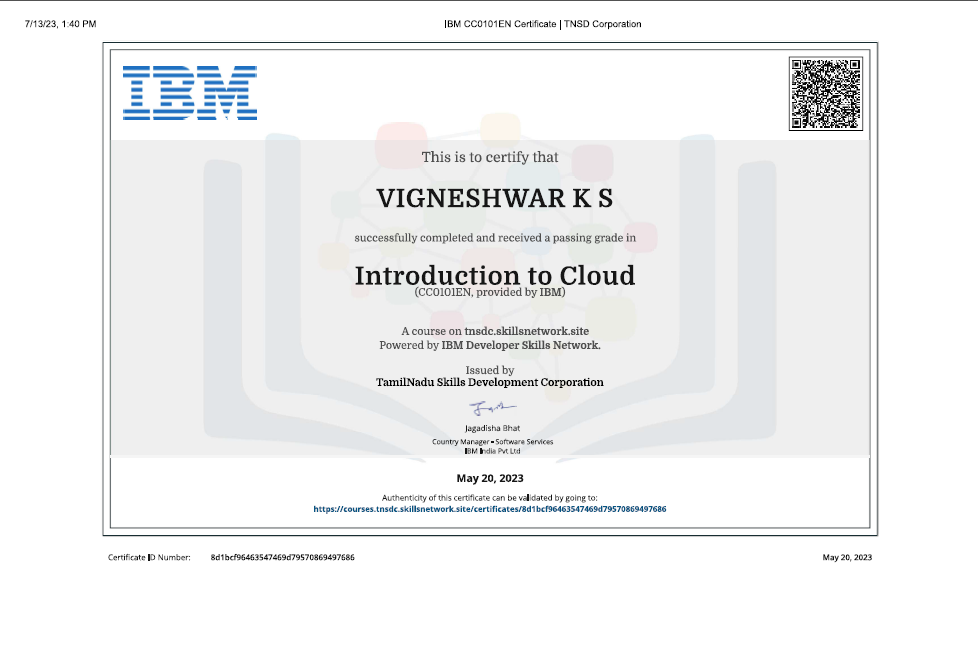 7/13/23, 1:40 PM IBM CC0101EN Certificate | TNSD Corporation
IBM
This is to certify that
VIGNESHWAR K S
successfully completed and received a passing grade in
Introduction to Cloud
(CC0101EN, provided by IBM)
A course on tnsdc.skillsnetwork.site
Powered by IBM Developer Skills Network.
Issued by
TamilNadu Skills Development Corporation
Jagadisha Bhat
Country Manager - Software Services
IBM India Pvt Ltd
May 20, 2023
Authenticity of this certificate can be validated by going to:
https://courses.tnsdc.skillsnetwork.site/certificates/8d1bcf96463547469d79570869497686
Certificate ID Number: 8d1bcf96463547469d79570869497686 May 20, 2023